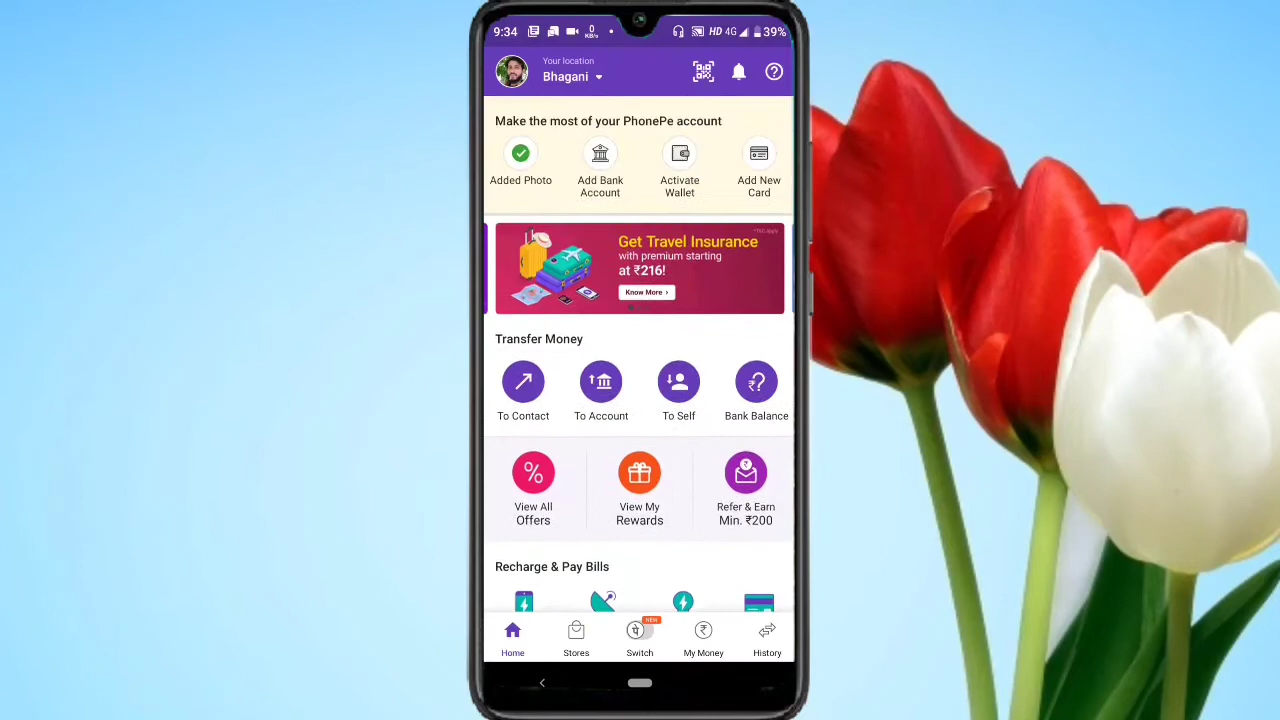 9:34
0
KB/s
HD 4G 39%
Your location
Bhagani
Make the most of your PhonePe account
Added Photo
Add Bank
Account
Activate
Wallet
Add New
Card
Get Travel Insurance
with premium starting
at ₹216!
Know More ›
Transfer Money
To Contact
To Account
To Self
Bank Balance
View All
Offers
View My
Rewards
Refer & Earn
Min. ₹200
Recharge & Pay Bills
NEW
Home
Stores
Switch
My Money
History